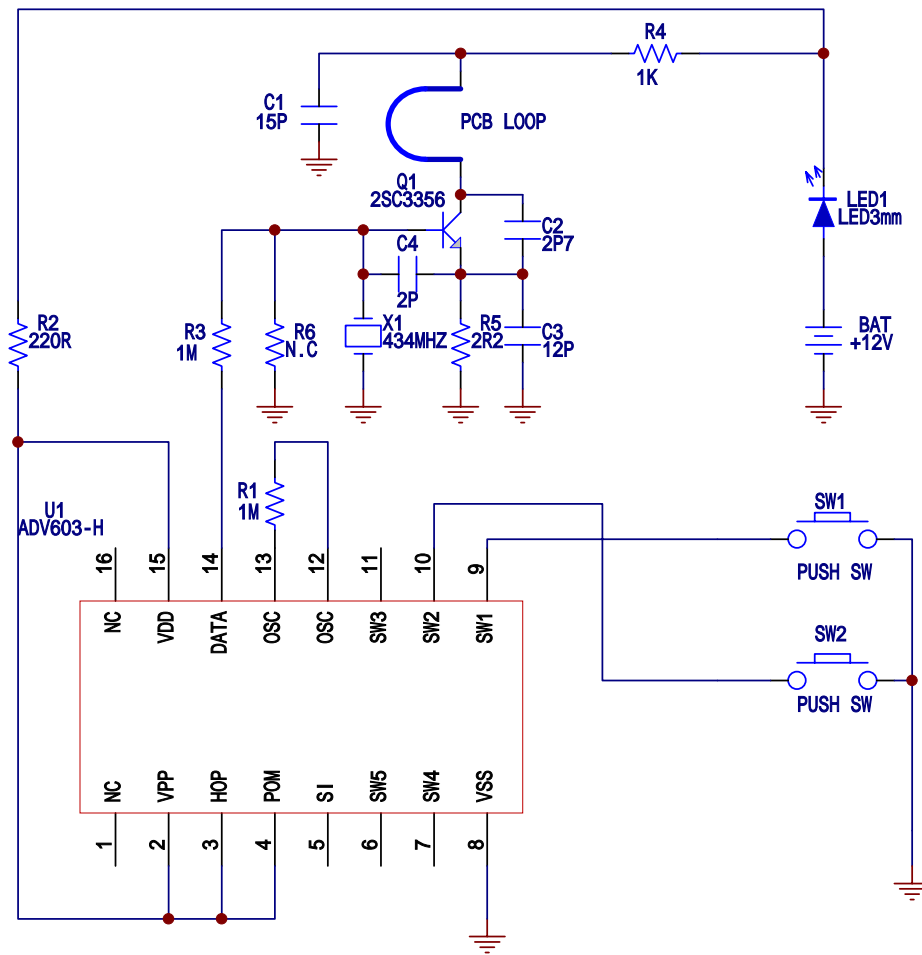 R4
1K
C1
15P
PCB LOOP
Q1
2SC3356
C2
2P7
LED1
LED3mm
C4
2P
R2
220R
R3
1M
R6
N.C
X1
434MHZ
R5
2R2
C3
12P
BAT
+12V
R1
1M
U1
ADV603-H
SW1
PUSH SW
16
15
14
13
12
11
10
9
NC
VDD
DATA
OSC
OSC
SW3
SW2
SW1
SW2
PUSH SW
NC
VPP
HOP
POM
SI
SW5
SW4
VSS
1
2
3
4
5
6
7
8